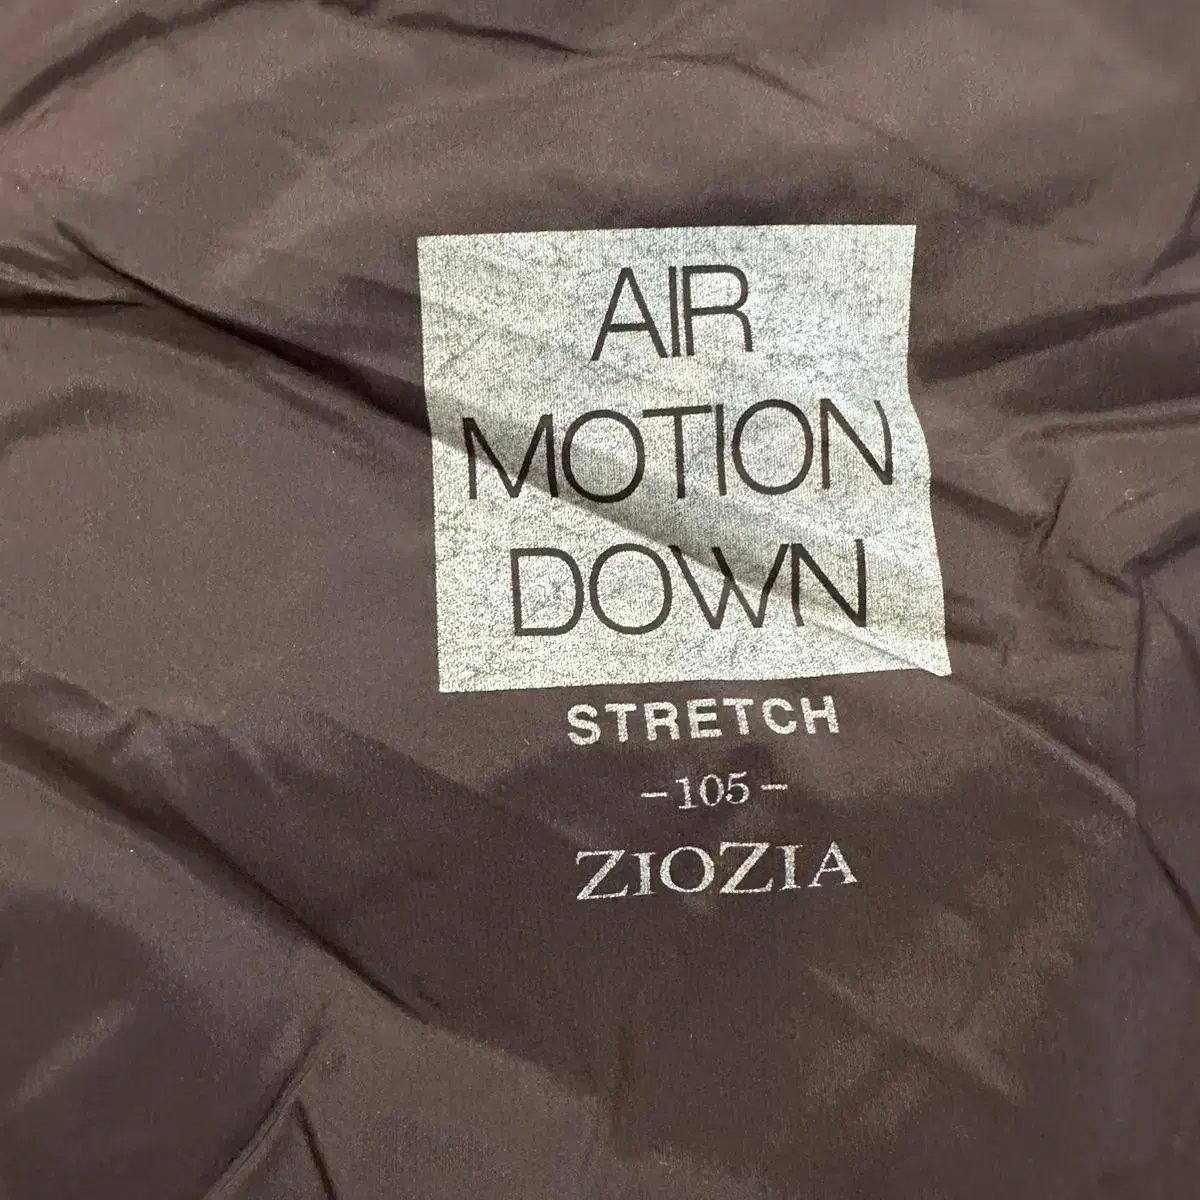 AIR
MOTION
DOWN
STRETCH
-105-
ZIOZIA